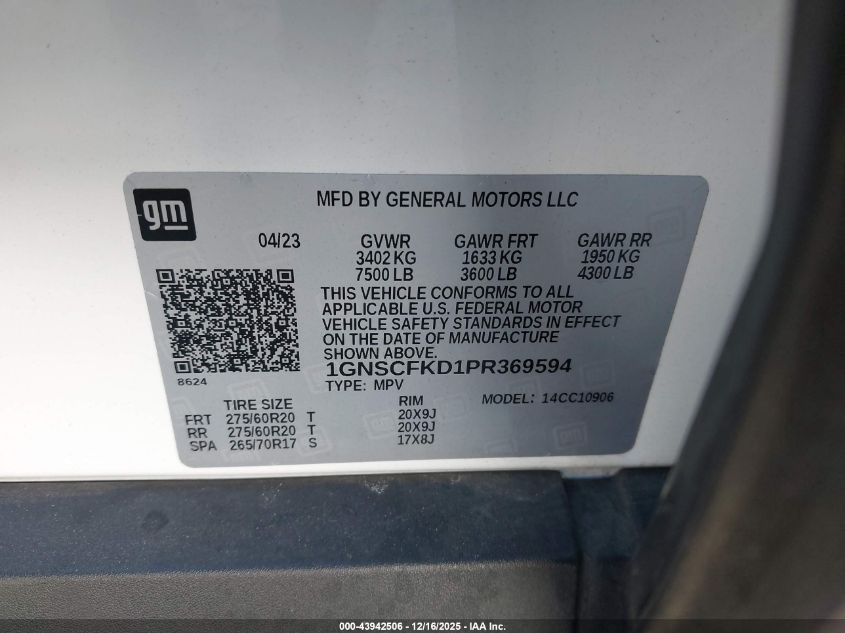 gm
MFD BY GENERAL MOTORS LLC
04/23 GVWR GAWR FRT GAWR RR
3402 KG 1633 KG 1950 KG
7500 LB 3600 LB 4300 LB
THIS VEHICLE CONFORMS TO ALL
APPLICABLE U.S. FEDERAL MOTOR
VEHICLE SAFETY STANDARDS IN EFFECT
ON THE DATE OF MANUFACTURE
SHOWN ABOVE.
1GNSCFKD1PR369594
8624
TYPE: MPV MODEL: 14CC10906
TIRE SIZE RIM
FRT 275/60R20 T 20X9J
RR 275/60R20 T 20X9J
SPA 265/70R17 S 17X8J
000-43942506 - 12/16/2025 - IAA Inc.